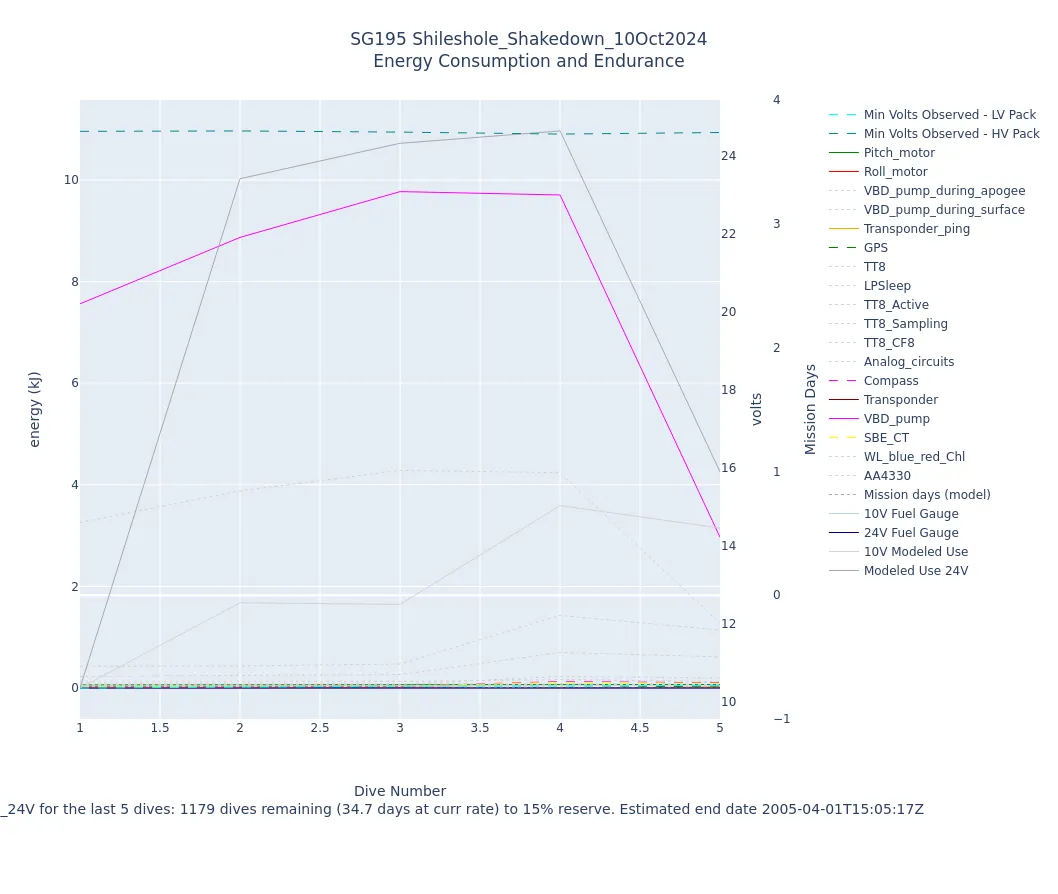 SG195 Shileshole_Shakedown_10Oct2024
Energy Consumption and Endurance
energy (kJ)
10
8
6
4
2
0
1
1.5
2
2.5
3
3.5
4
4.5
5
Dive Number
24
22
20
18
16
14
12
10
volts
4
3
2
1
0
−1
Mission Days
Min Volts Observed - LV Pack
Min Volts Observed - HV Pack
Pitch_motor
Roll_motor
VBD_pump_during_apogee
VBD_pump_during_surface
Transponder_ping
GPS
TT8
LPSleep
TT8_Active
TT8_Sampling
TT8_CF8
Analog_circuits
Compass
Transponder
VBD_pump
SBE_CT
WL_blue_red_Chl
AA4330
Mission days (model)
10V Fuel Gauge
24V Fuel Gauge
10V Modeled Use
Modeled Use 24V
_24V for the last 5 dives: 1179 dives remaining (34.7 days at curr rate) to 15% reserve. Estimated end date 2005-04-01T15:05:17Z